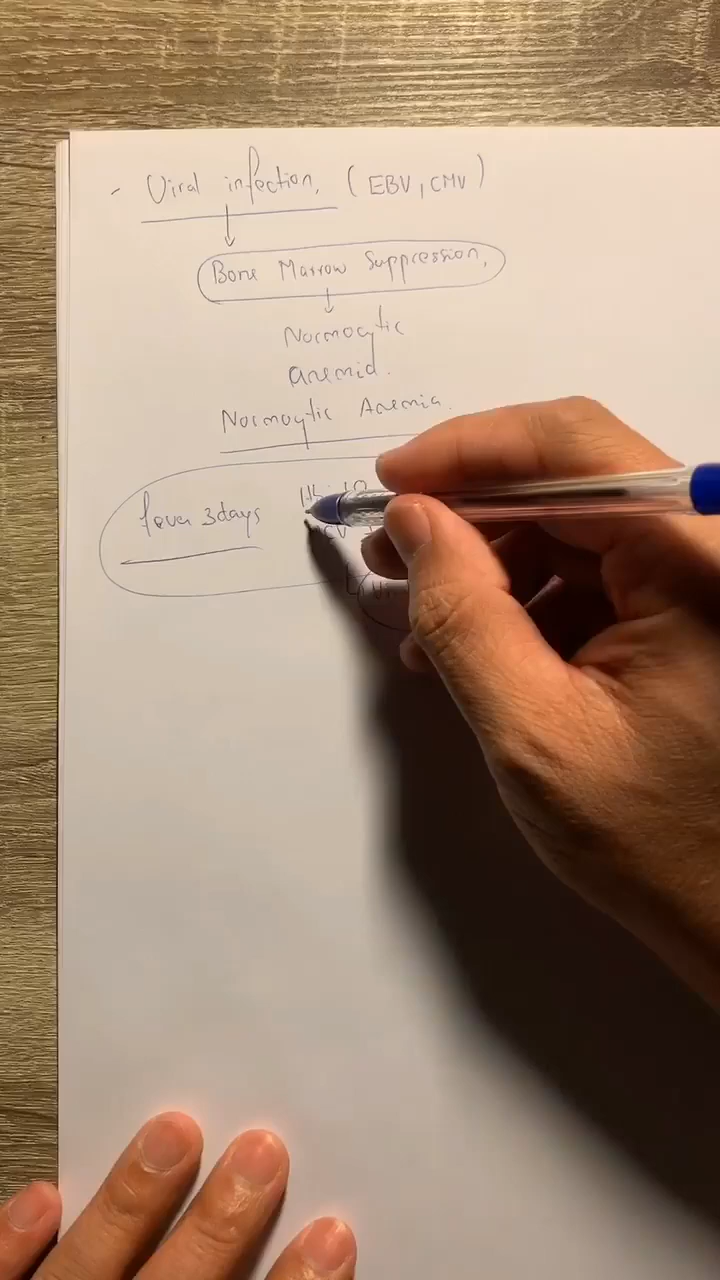 - Viral infection, (EBV, CMV)
Bone Marrow Suppression,
Normocytic
anemia.
Normocytic Anemia.
fever 3days